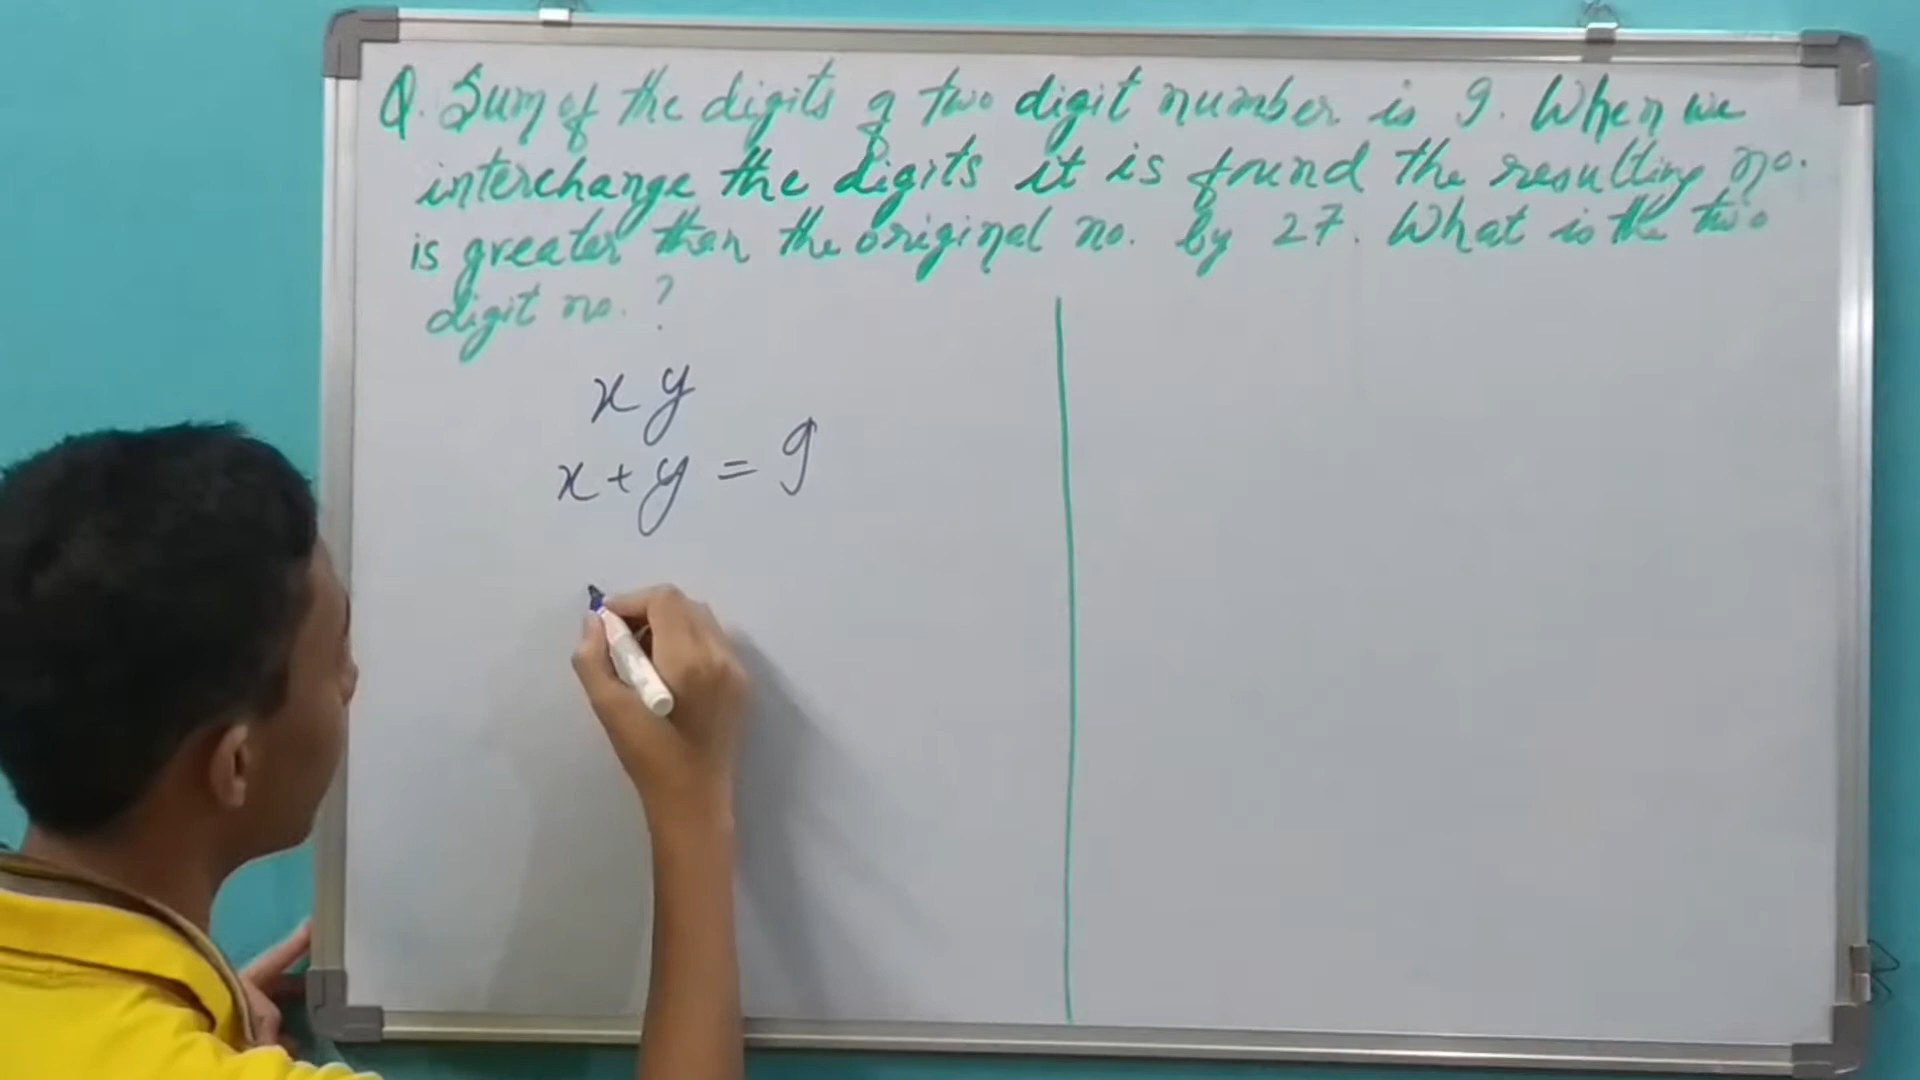 Q. Sum of the digits of two digit number is 9. When we
interchange the digits it is found the resulting no.
is greater than the original no. by 27. What is the two
digit no. ?
x y
x + y = 9